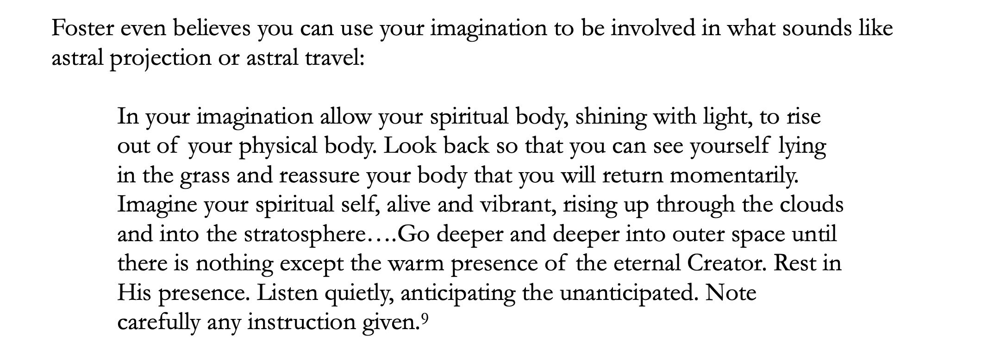 Foster even believes you can use your imagination to be involved in what sounds like
astral projection or astral travel:
In your imagination allow your spiritual body, shining with light, to rise
out of your physical body. Look back so that you can see yourself lying
in the grass and reassure your body that you will return momentarily.
Imagine your spiritual self, alive and vibrant, rising up through the clouds
and into the stratosphere….Go deeper and deeper into outer space until
there is nothing except the warm presence of the eternal Creator. Rest in
His presence. Listen quietly, anticipating the unanticipated. Note
carefully any instruction given.⁹